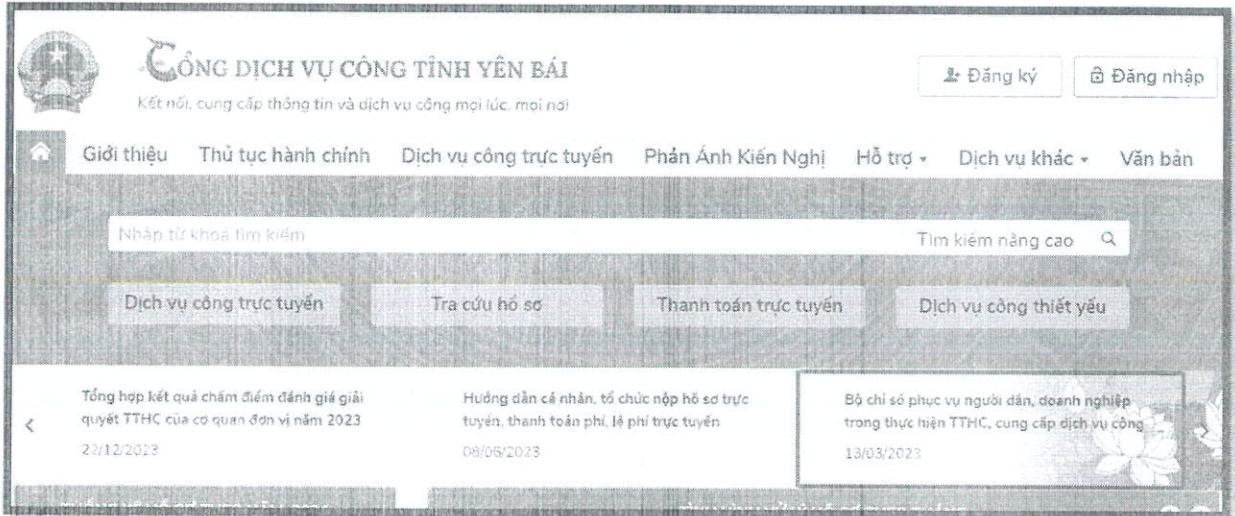 CỔNG DỊCH VỤ CÔNG TỈNH YÊN BÁI
Kết nối, cung cấp thông tin và dịch vụ công mọi lúc, mọi nơi
Đăng ký
Đăng nhập
Giới thiệu Thủ tục hành chính Dịch vụ công trực tuyến Phản Ánh Kiến Nghị Hỗ trợ Dịch vụ khác Văn bản
Nhập từ khoá tìm kiếm
Tìm kiếm nâng cao
Dịch vụ công trực tuyến
Tra cứu hồ sơ
Thanh toán trực tuyến
Dịch vụ công thiết yếu
Tổng hợp kết quả chấm điểm đánh giá giải
quyết TTHC của cơ quan đơn vị năm 2023
22/12/2023
Hướng dẫn cá nhân, tổ chức nộp hồ sơ trực
tuyến, thanh toán phí, lệ phí trực tuyến
08/06/2023
Bộ chỉ số phục vụ người dân, doanh nghiệp
trong thực hiện TTHC, cung cấp dịch vụ công
13/03/2023